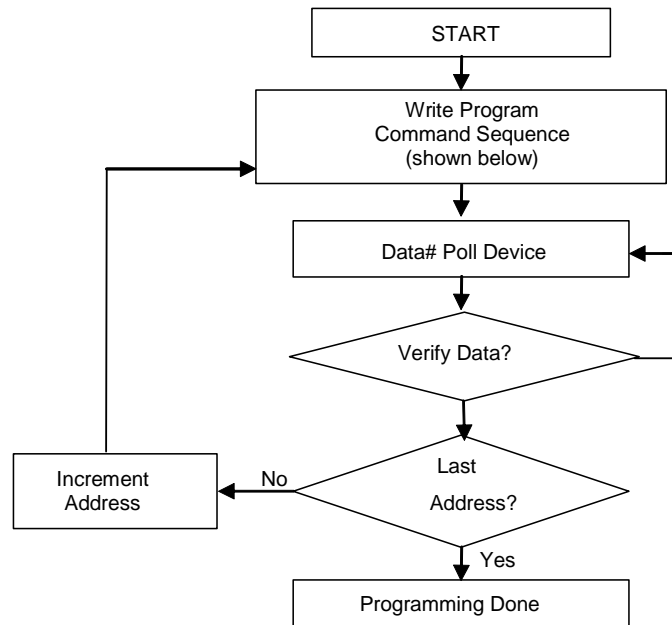 START
Write Program
Command Sequence
(shown below)
Data# Poll Device
Verify Data?
Last
Address?
No
Increment
Address
Yes
Programming Done